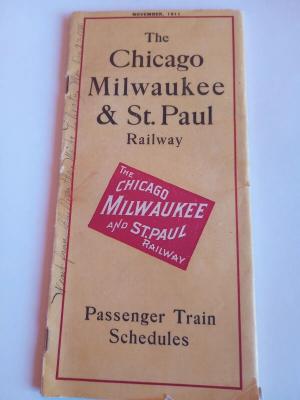 NOVEMBER, 1911
The
Chicago
Milwaukee
& St. Paul
Railway
THE
CHICAGO
MILWAUKEE
AND ST. PAUL
RAILWAY
Passenger Train
Schedules